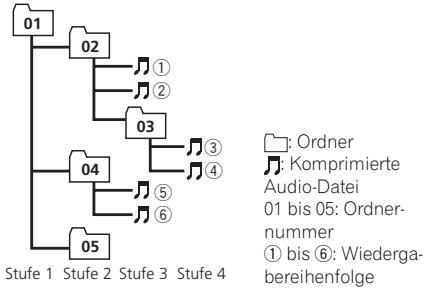 01
02
①
②
03
③
④
04
⑤
⑥
05
Stufe 1 Stufe 2 Stufe 3 Stufe 4
: Ordner
: Komprimierte
Audio-Datei
01 bis 05: Ordner-
nummer
① bis ⑥: Wiederga-
bereihenfolge